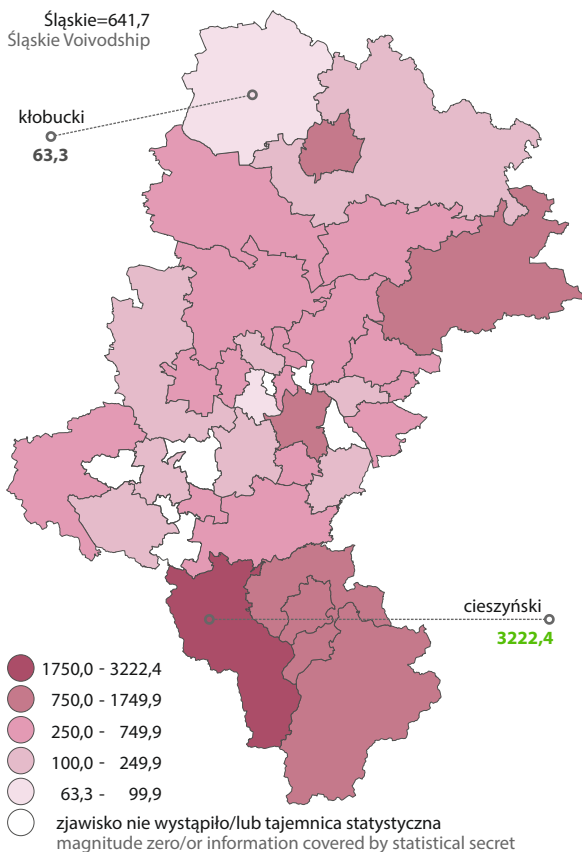 Śląskie=641,7
Śląskie Voivodship
kłobucki
63,3
cieszyński
3222,4
1750,0 - 3222,4
750,0 - 1749,9
250,0 - 749,9
100,0 - 249,9
63,3 - 99,9
zjawisko nie wystąpiło/lub tajemnica statystyczna
magnitude zero/or information covered by statistical secret